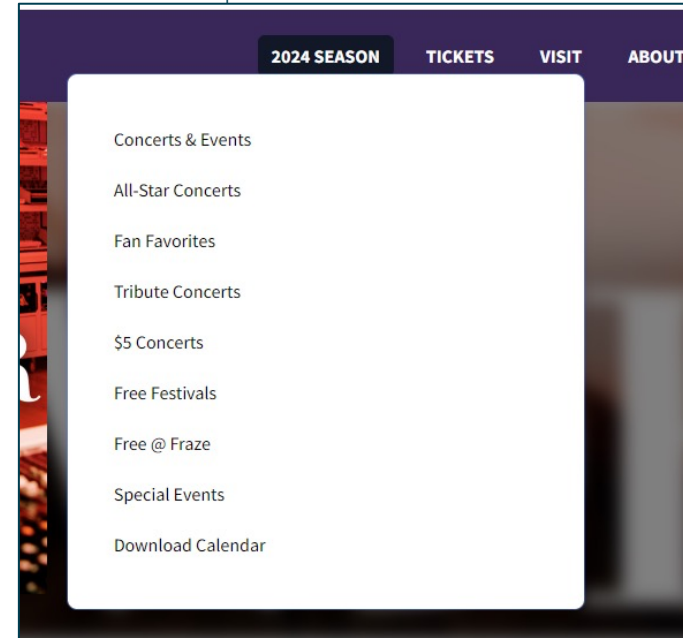 2024 SEASON TICKETS VISIT ABOUT
Concerts & Events
All-Star Concerts
Fan Favorites
Tribute Concerts
$5 Concerts
Free Festivals
Free @ Fraze
Special Events
Download Calendar